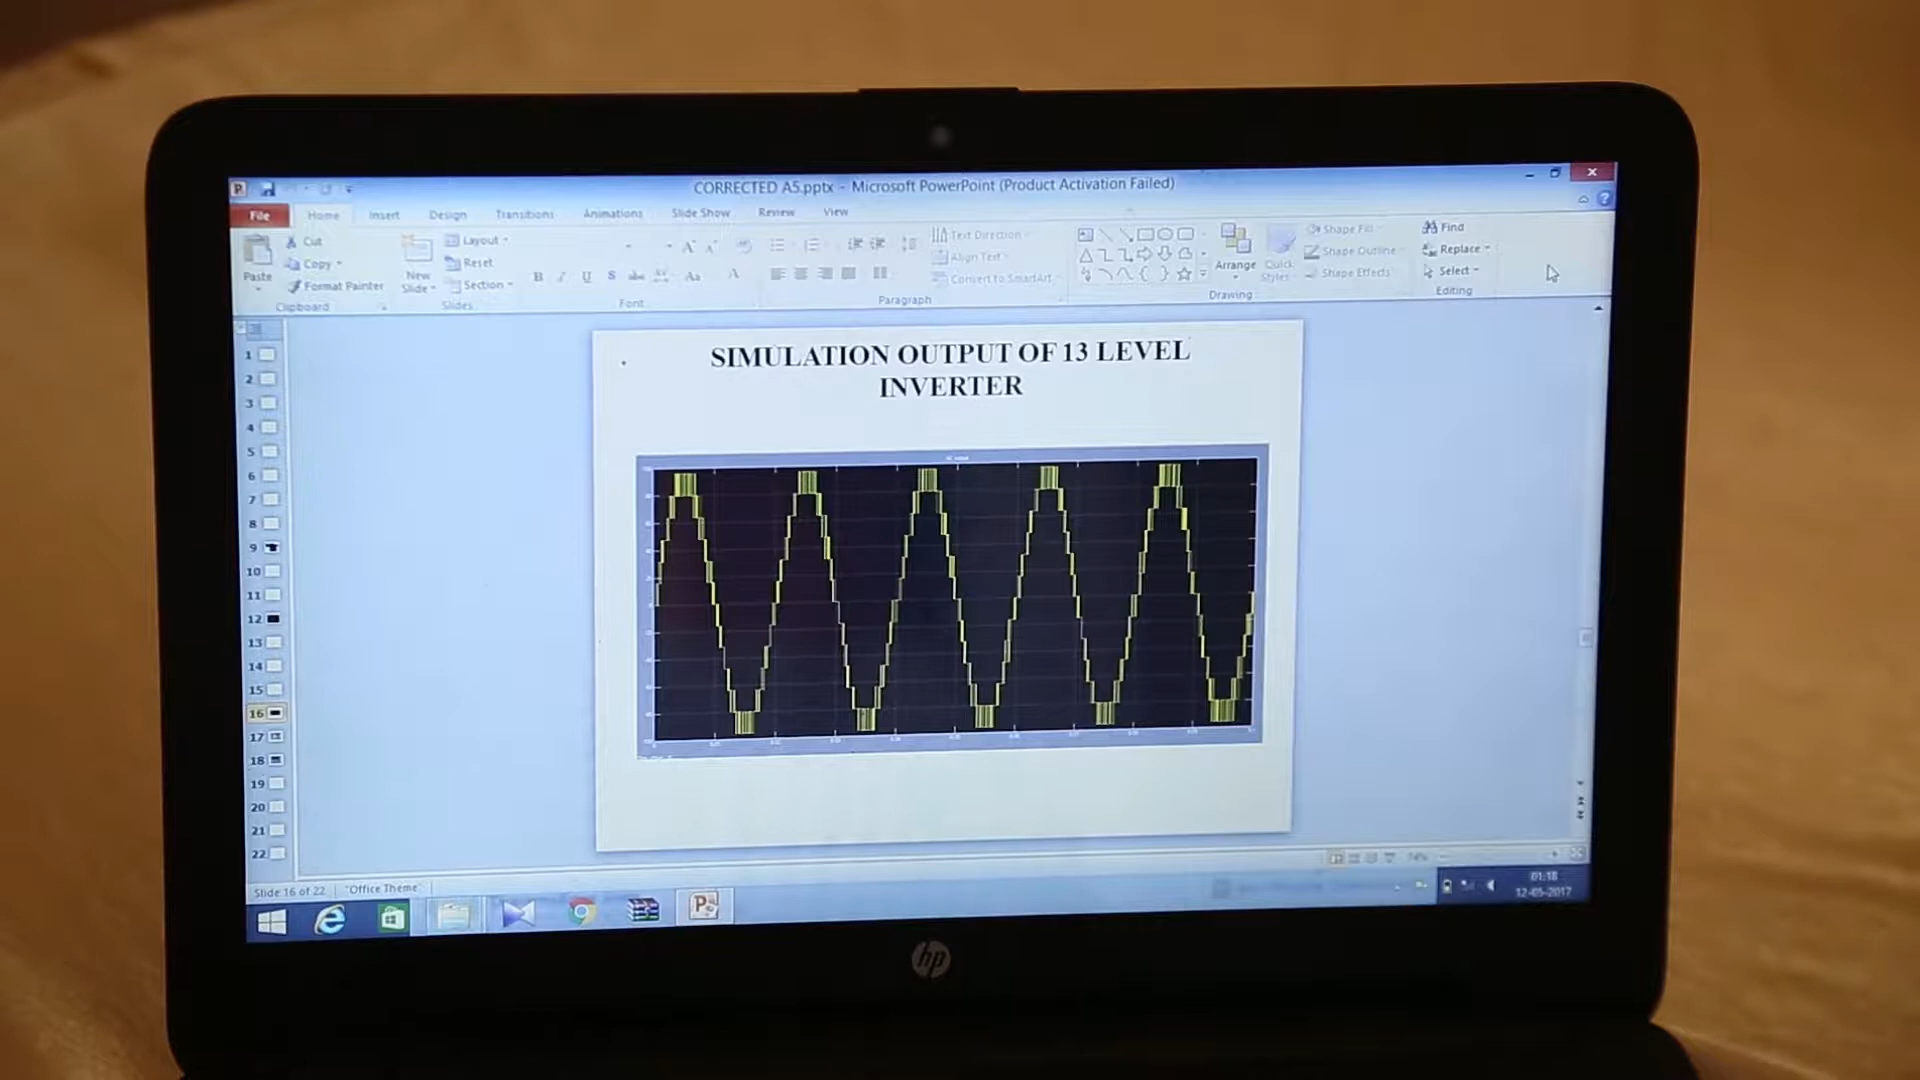 CORRECTED A5.pptx - Microsoft PowerPoint (Product Activation Failed)
File Home Insert Design Transitions Animations Slide Show Review View
Paste
Cut
Copy
Format Painter
Clipboard
New
Slide
Layout
Reset
Section
Slides
B I U S abc AV Aa A
Font
Text Direction
Align Text
Convert to SmartArt
Paragraph
Arrange
Quick
Styles
Shape Fill
Shape Outline
Shape Effects
Drawing
Find
Replace
Select
Editing
1
2
3
4
5
6
7
8
9
10
11
12
13
14
15
16
17
18
19
20
21
22
SIMULATION OUTPUT OF 13 LEVEL
INVERTER
Slide 16 of 22 "Office Theme"
01:18
12-05-2017
hp